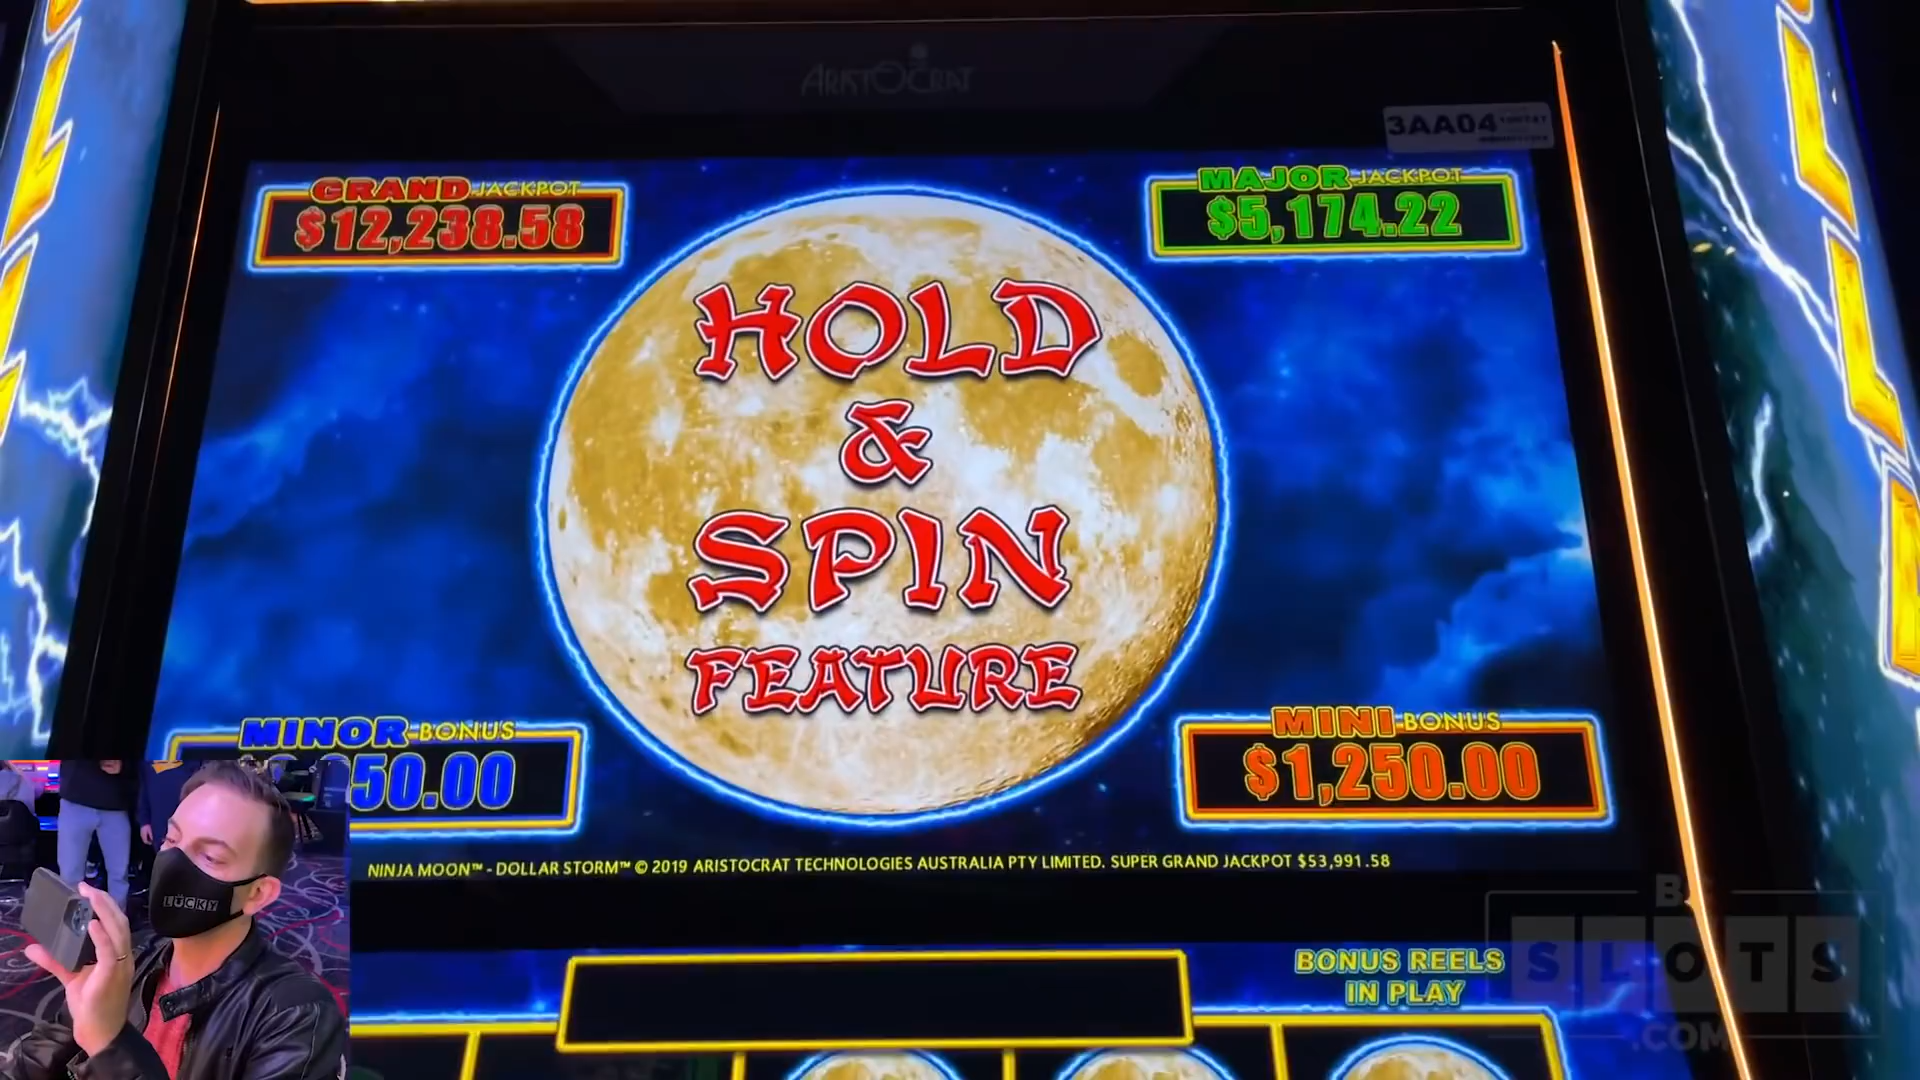 ARISTOCRAT
3AA04
GRAND JACKPOT
$12,238.58
MAJOR JACKPOT
$5,174.22
HOLD
&
SPIN
FEATURE
MINOR BONUS
50.00
MINI BONUS
$1,250.00
LUCKY
NINJA MOON™ - DOLLAR STORM™ © 2019 ARISTOCRAT TECHNOLOGIES AUSTRALIA PTY LIMITED. SUPER GRAND JACKPOT $53,991.58
BONUS REELS
IN PLAY
SLOTS
.COM